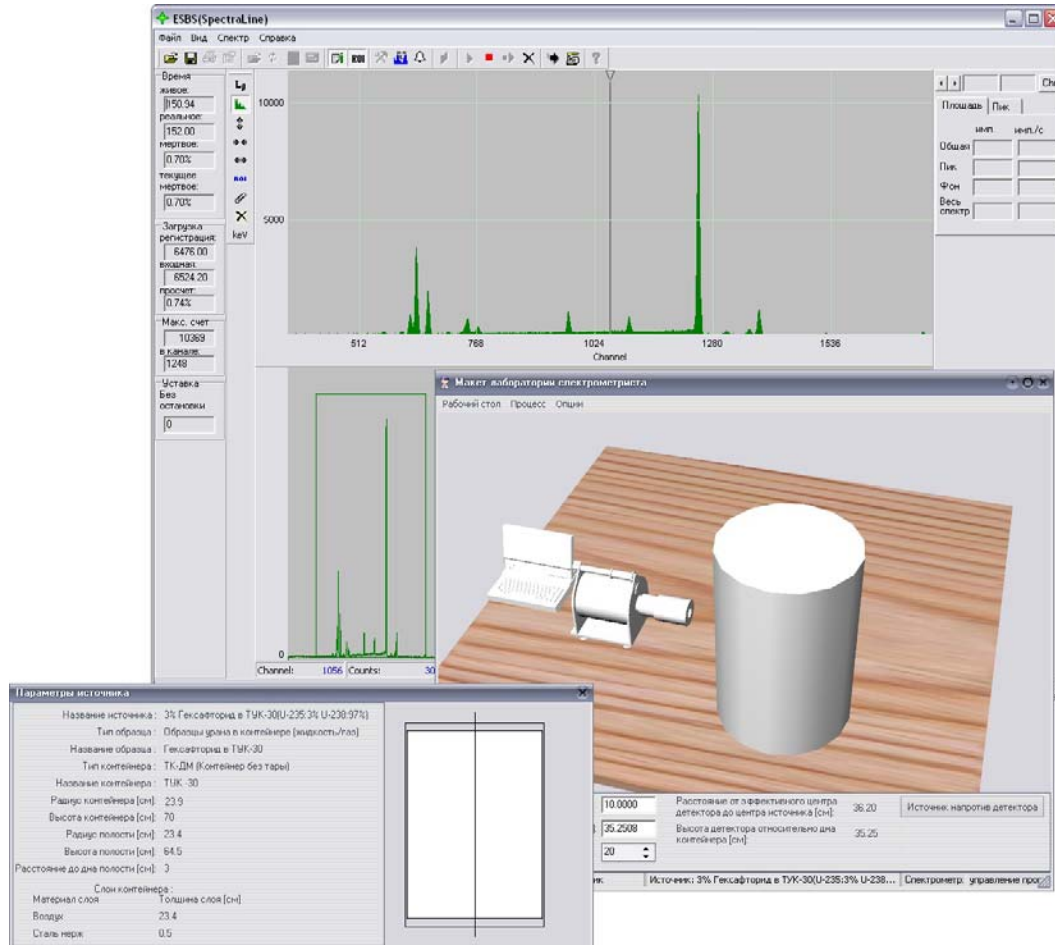 ESBS(SpectraLine)
Файл Вид Спектр Справка
Время
живое:
150.94
реальное:
152.00
мертвое:
0.70%
текущее
мертвое:
0.70%
Загрузка
регистрация:
6476.00
входная:
6524.20
просчет:
0.74%
Макс. счет
10369
в канале:
1248
Уставка
Без
остановки
0
keV
ROI
10000
5000
0
512 768 1024 1280 1536
Channel
Площадь Пик
имп. имп./с
Общая
Пик
Фон
Весь
спектр
Channel: 1056 Counts: 30
Макет лаборатории спектрометриста
Рабочий стол Процесс Опции
10.0000
35.2508
20
Расстояние от эффективного центра
детектора до центра источника [см]: 36.20
Источник напротив детектора
Высота детектора относительно дна
контейнера [см]: 35.25
Источник: 3% Гексафторид в ТУК-30(U-235:3% U-238... Спектрометр: управление прог
Параметры источника
Название источника : 3% Гексафторид в ТУК-30(U-235:3% U-238:97%)
Тип образца : Образцы урана в контейнере (жидкость/газ)
Название образца : Гексафторид в ТУК-30
Тип контейнера : ТК-ДМ (Контейнер без тары)
Название контейнера : ТУК -30
Радиус контейнера [см]: 23.9
Высота контейнера [см]: 70
Радиус полости [см]: 23.4
Высота полости [см]: 64.5
Расстояние до дна полости [см]: 3
Слои контейнера :
Материал слоя Толщина слоя [см]
Воздух 23.4
Сталь нерж 0.5